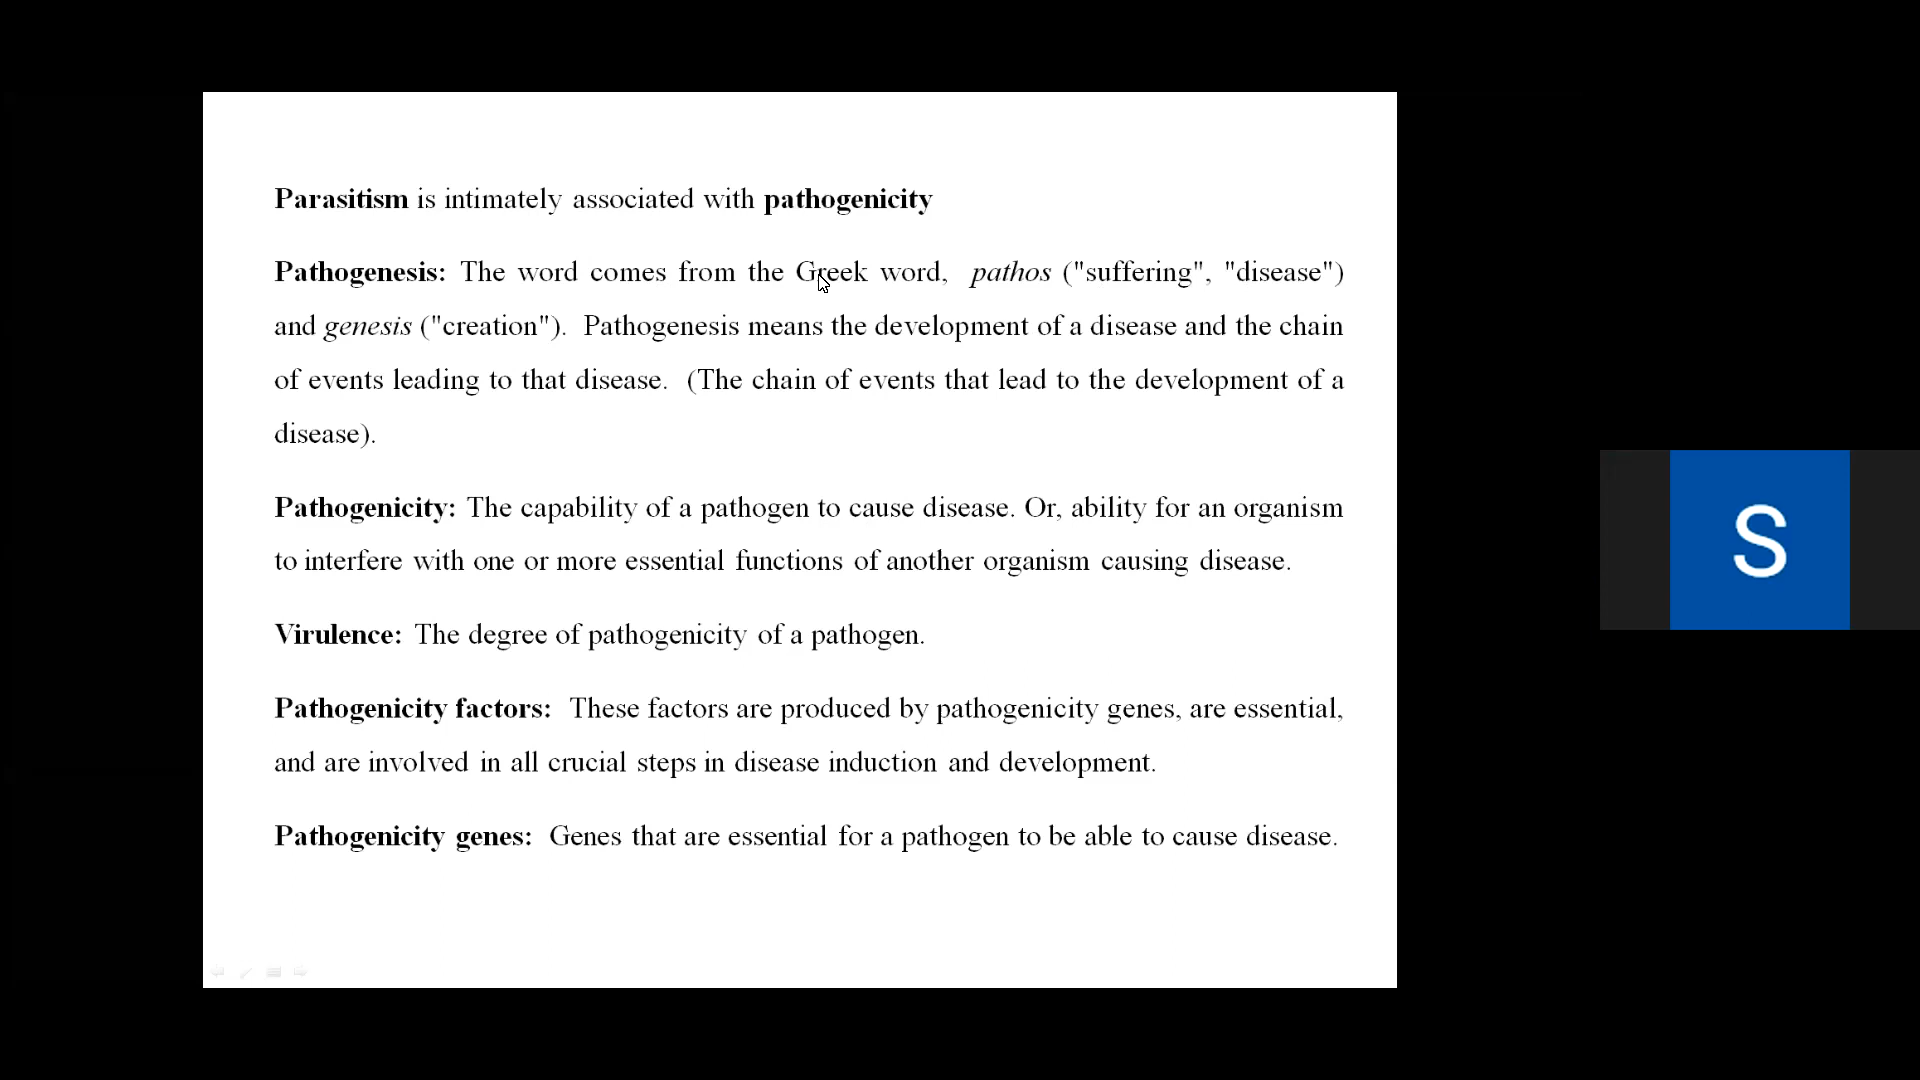 Parasitism is intimately associated with pathogenicity
Pathogenesis: The word comes from the Greek word, pathos ("suffering", "disease")
and genesis ("creation"). Pathogenesis means the development of a disease and the chain
of events leading to that disease. (The chain of events that lead to the development of a
disease).
Pathogenicity: The capability of a pathogen to cause disease. Or, ability for an organism
to interfere with one or more essential functions of another organism causing disease.
Virulence: The degree of pathogenicity of a pathogen.
Pathogenicity factors: These factors are produced by pathogenicity genes, are essential,
and are involved in all crucial steps in disease induction and development.
Pathogenicity genes: Genes that are essential for a pathogen to be able to cause disease.
S